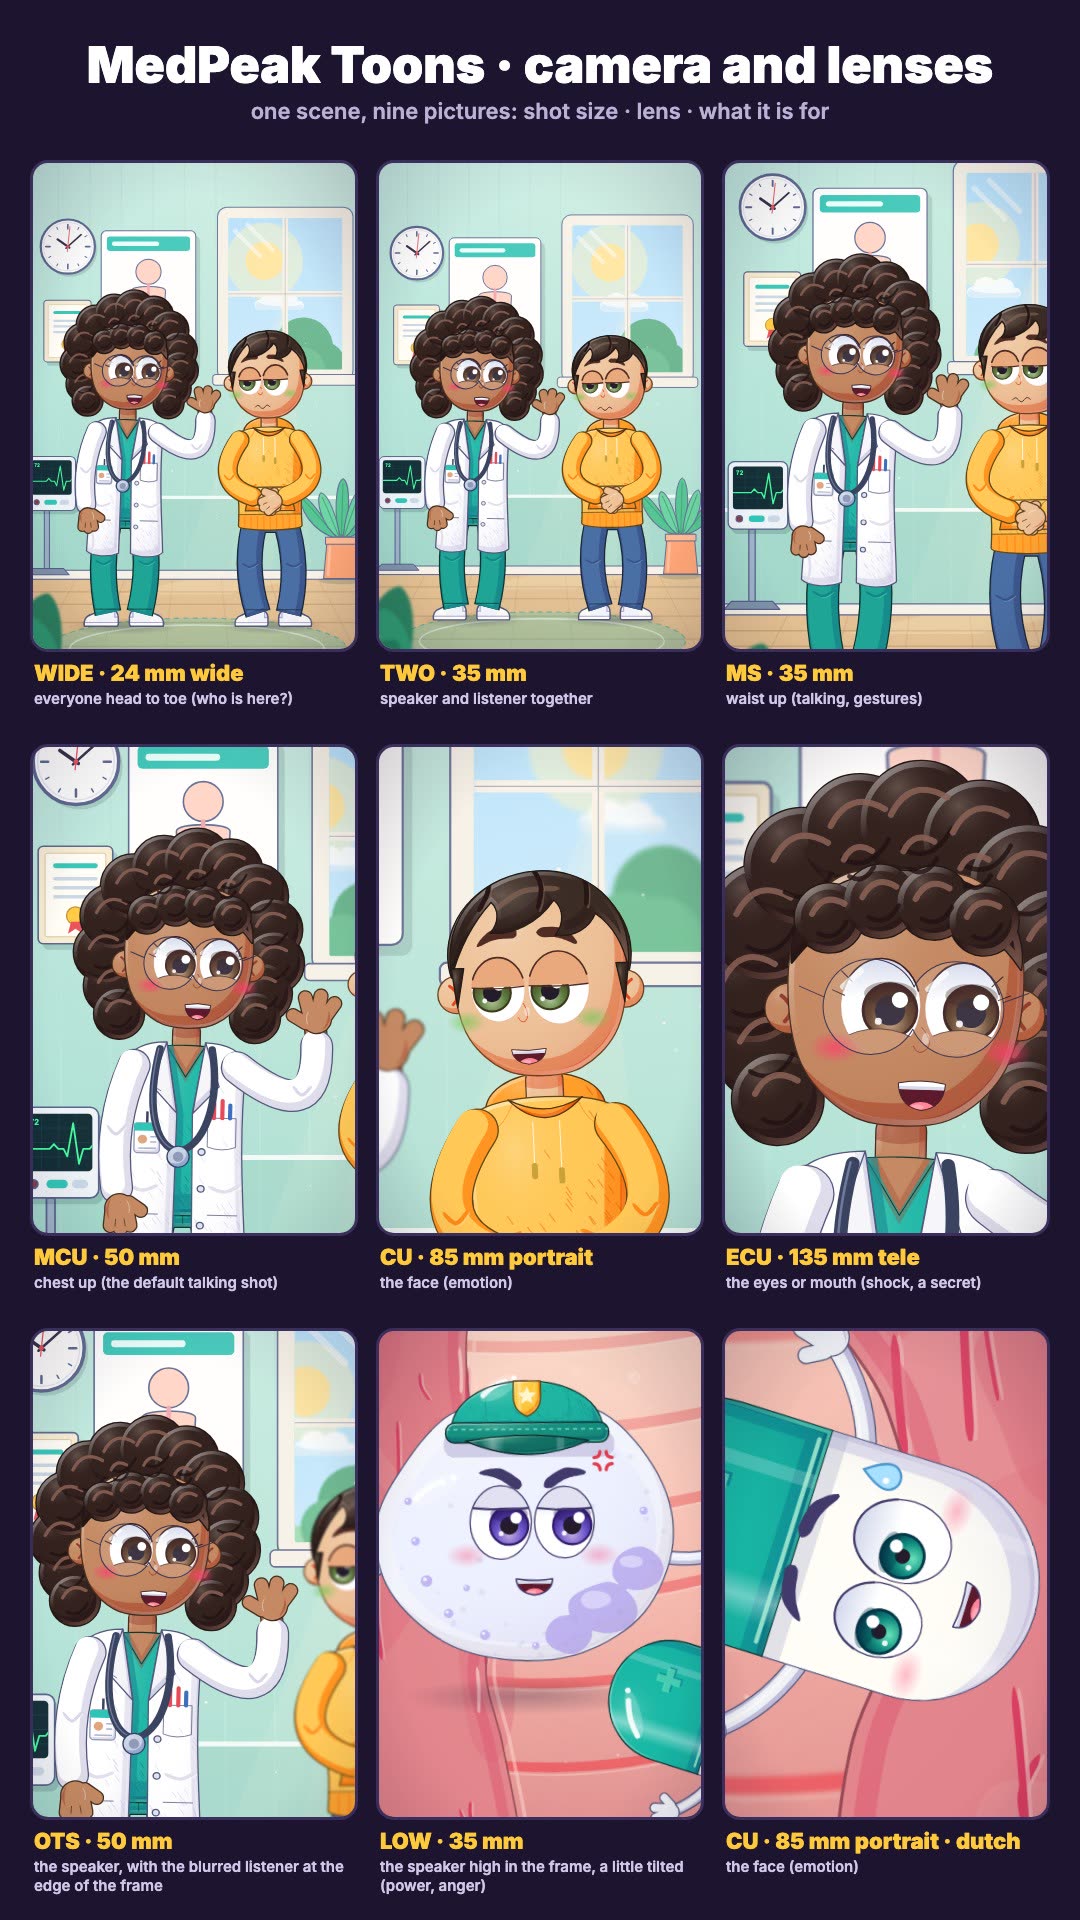 MedPeak Toons · camera and lenses
one scene, nine pictures: shot size · lens · what it is for
72
72
72
WIDE · 24 mm wide
everyone head to toe (who is here?)
TWO · 35 mm
speaker and listener together
MS · 35 mm
waist up (talking, gestures)
72
MCU · 50 mm
chest up (the default talking shot)
CU · 85 mm portrait
the face (emotion)
ECU · 135 mm tele
the eyes or mouth (shock, a secret)
OTS · 50 mm
the speaker, with the blurred listener at the
edge of the frame
LOW · 35 mm
the speaker high in the frame, a little tilted
(power, anger)
CU · 85 mm portrait · dutch
the face (emotion)